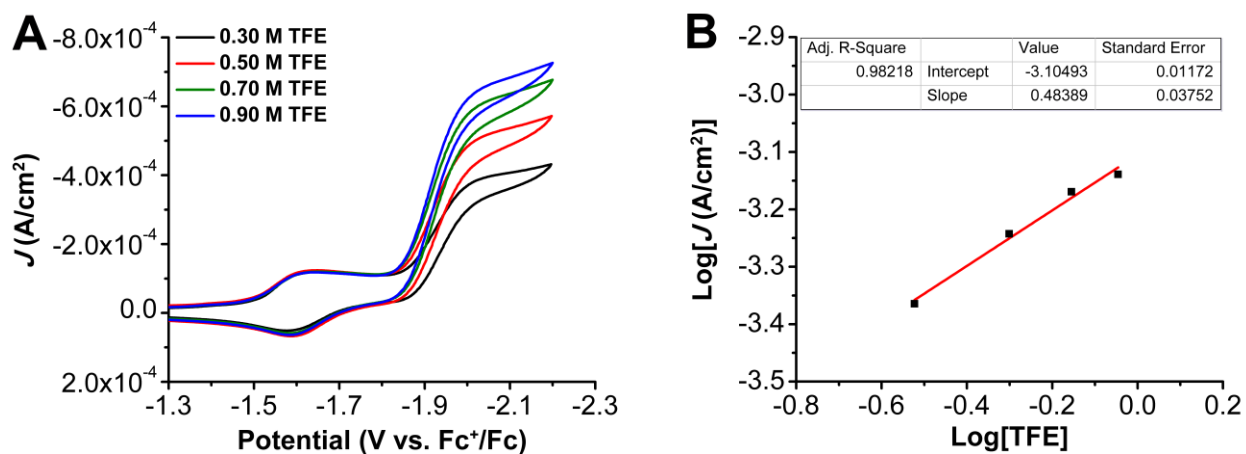 A
0.30 M TFE
0.50 M TFE
0.70 M TFE
0.90 M TFE
J (A/cm²)
-8.0x10⁻⁴
-6.0x10⁻⁴
-4.0x10⁻⁴
-2.0x10⁻⁴
0.0
2.0x10⁻⁴
-1.3 -1.5 -1.7 -1.9 -2.1 -2.3
Potential (V vs. Fc⁺/Fc)
B
Adj. R-Square Value Standard Error
0.98218 Intercept -3.10493 0.01172
Slope 0.48389 0.03752
Log[J (A/cm²)]
-2.9
-3.0
-3.1
-3.2
-3.3
-3.4
-3.5
-0.8 -0.6 -0.4 -0.2 0.0 0.2
Log[TFE]